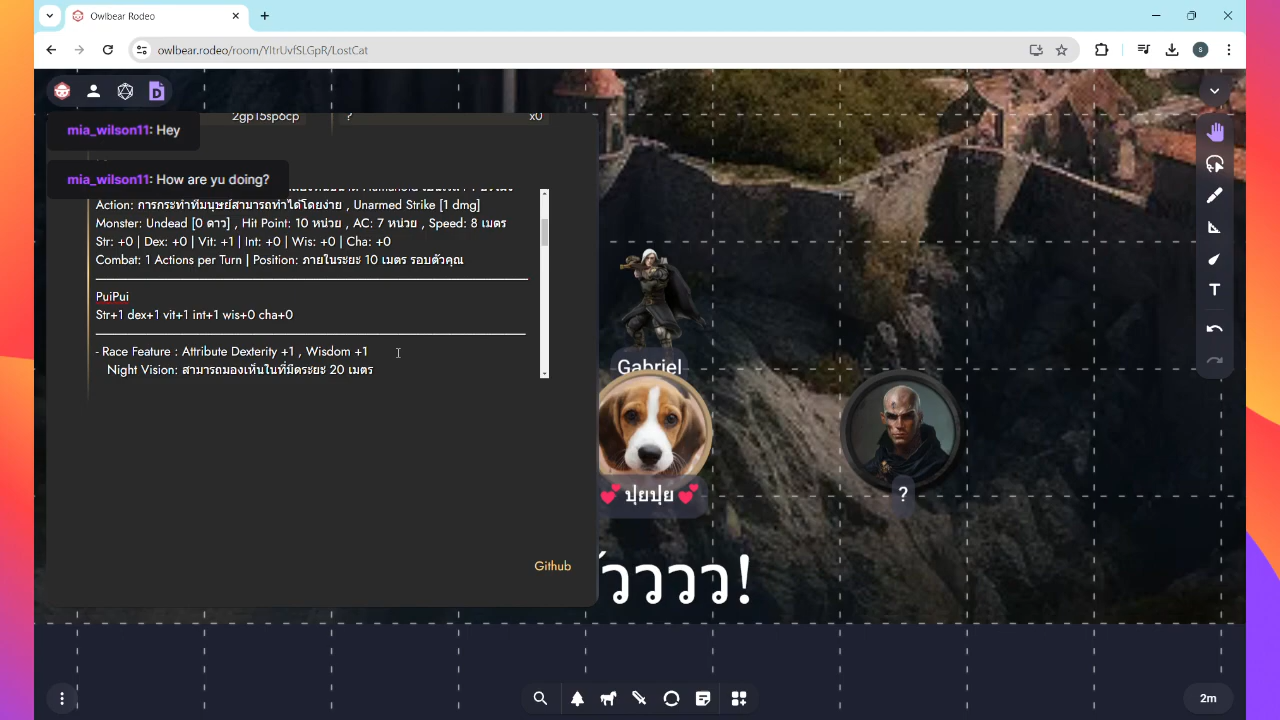 Owlbear Rodeo
owlbear.rodeo/room/YItrUvfSLGpR/LostCat
s
2gp15sp6cp
?
x0
mia_wilson11: Hey
mia_wilson11: How are yu doing?
Action: การกระทำที่มนุษย์สามารถทำได้โดยง่าย , Unarmed Strike [1 dmg]
Monster: Undead [0 ดาว] , Hit Point: 10 หน่วย , AC: 7 หน่วย , Speed: 8 เมตร
Str: +0 | Dex: +0 | Vit: +1 | Int: +0 | Wis: +0 | Cha: +0
Combat: 1 Actions per Turn | Position: ภายในระยะ 10 เมตร รอบตัวคุณ
PuiPui
Str+1 dex+1 vit+1 int+1 wis+0 cha+0
- Race Feature : Attribute Dexterity +1 , Wisdom +1
Night Vision: สามารถมองเห็นในที่มืดระยะ 20 เมตร
Github
Gabriel
💕ปุยปุย💕
?
วววว!
T
2m